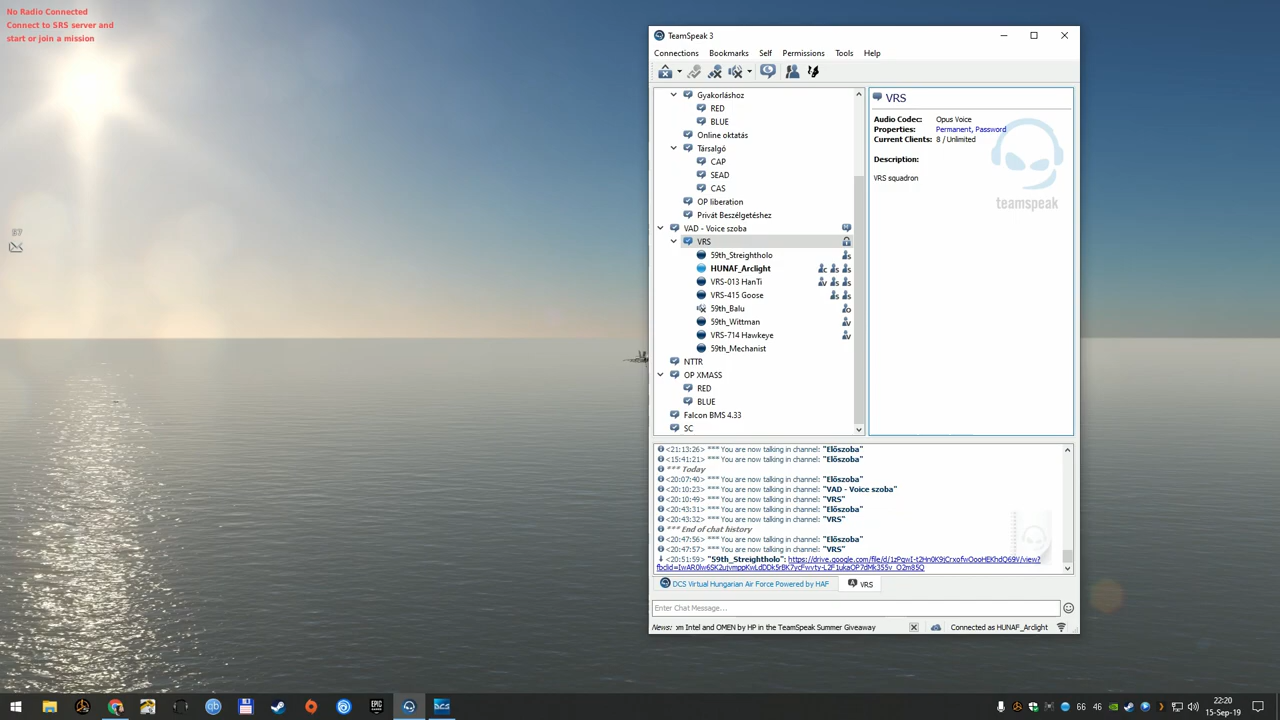 No Radio Connected
Connect to SRS server and
start or join a mission
57
TeamSpeak 3
Connections Bookmarks Self Permissions Tools Help
Gyakorláshoz
RED
BLUE
Online oktatás
Társalgó
CAP
SEAD
CAS
OP liberation
Privát Beszélgetéshez
VAD - Voice szoba
VRS
59th_Streightholo
HUNAF_Arclight
VRS-013 HanTi
VRS-415 Goose
59th_Balu
59th_Wittman
VRS-714 Hawkeye
59th_Mechanist
NTTR
OP XMASS
RED
BLUE
Falcon BMS 4.33
SC
VRS
Audio Codec: Opus Voice
Properties: Permanent, Password
Current Clients: 8 / Unlimited
Description:
VRS squadron
teamspeak
<21:13:26> *** You are now talking in channel: "Előszoba"
<15:41:21> *** You are now talking in channel: "Előszoba"
*** Today
<20:07:40> *** You are now talking in channel: "Előszoba"
<20:10:23> *** You are now talking in channel: "VAD - Voice szoba"
<20:10:49> *** You are now talking in channel: "VRS"
<20:43:31> *** You are now talking in channel: "Előszoba"
<20:43:32> *** You are now talking in channel: "VRS"
*** End of chat history
<20:47:56> *** You are now talking in channel: "Előszoba"
<20:47:57> *** You are now talking in channel: "VRS"
<20:51:59> "59th_Streightholo":
DCS Virtual Hungarian Air Force Powered by HAF VRS
Enter Chat Message...
News: om Intel and OMEN by HP in the TeamSpeak Summer Giveaway Connected as HUNAF_Arclight
EPIC
DCS
66 46
22:20
15-Sep-19